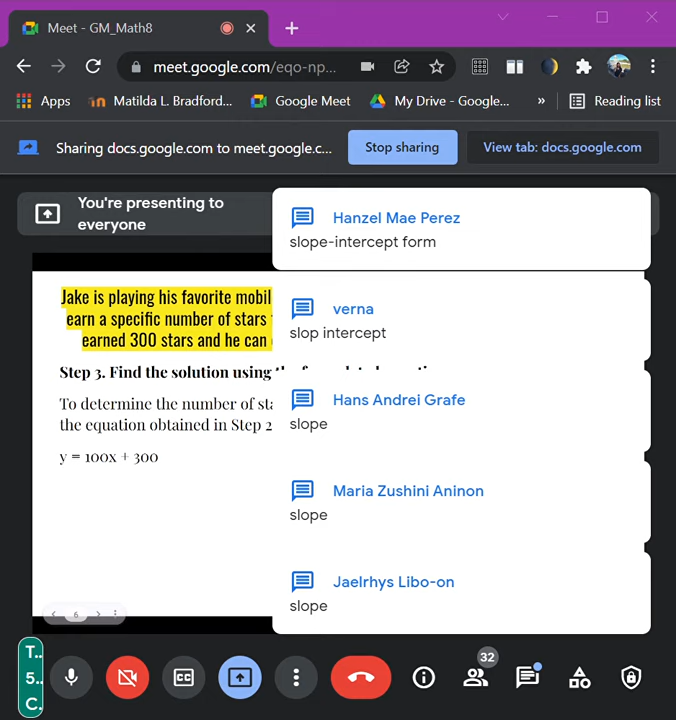 Meet - GM_Math8
meet.google.com/eqo-np...
Apps
Matilda L. Bradford...
Google Meet
My Drive - Google...
»
Reading list
Sharing docs.google.com to meet.google.c...
Stop sharing
View tab: docs.google.com
You're presenting to
everyone
Hanzel Mae Perez
slope-intercept form
verna
slop intercept
Hans Andrei Grafe
slope
Maria Zushini Aninon
slope
Jaelrhys Libo-on
slope
Jake is playing his favorite mobil
earn a specific number of stars
earned 300 stars and he can
Step 3. Find the solution using
To determine the number of sta
the equation obtained in Step 2
y = 100x + 300
6
T..
5..
C.
CC
32